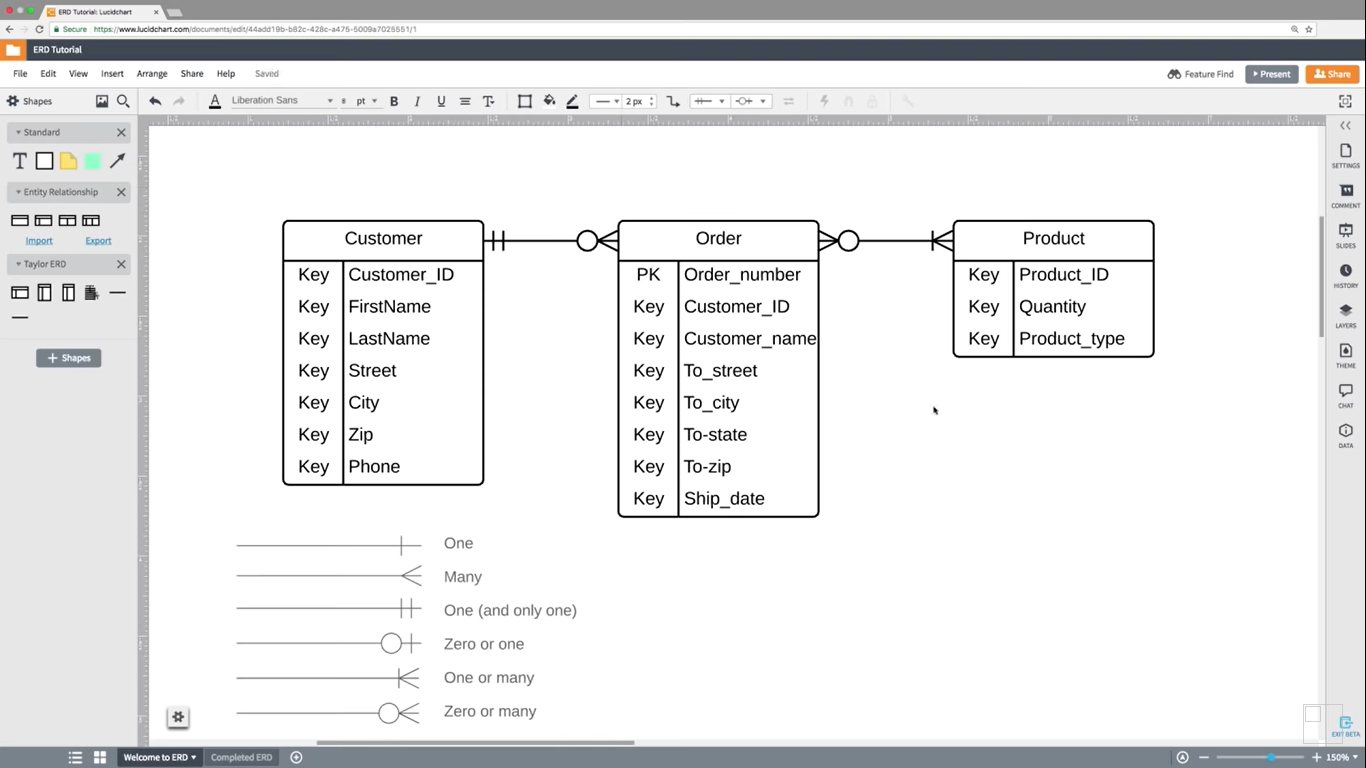 ERD Tutorial: Lucidchart
Secure https://www.lucidchart.com/documents/edit/44add19b-b82c-428c-a475-5009a7025551/1
ERD Tutorial
File Edit View Insert Arrange Share Help Saved
Feature Find Present Share
Shapes
Liberation Sans 8 pt B I U T 2 px
Standard
T
Entity Relationship
Import Export
Taylor ERD
+ Shapes
Customer
Key Customer_ID
Key FirstName
Key LastName
Key Street
Key City
Key Zip
Key Phone
Order
PK Order_number
Key Customer_ID
Key Customer_name
Key To_street
Key To_city
Key To-state
Key To-zip
Key Ship_date
Product
Key Product_ID
Key Quantity
Key Product_type
One
Many
One (and only one)
Zero or one
One or many
Zero or many
SETTINGS
COMMENT
SLIDES
HISTORY
LAYERS
THEME
CHAT
DATA
EXIT BETA
Welcome to ERD Completed ERD
150%